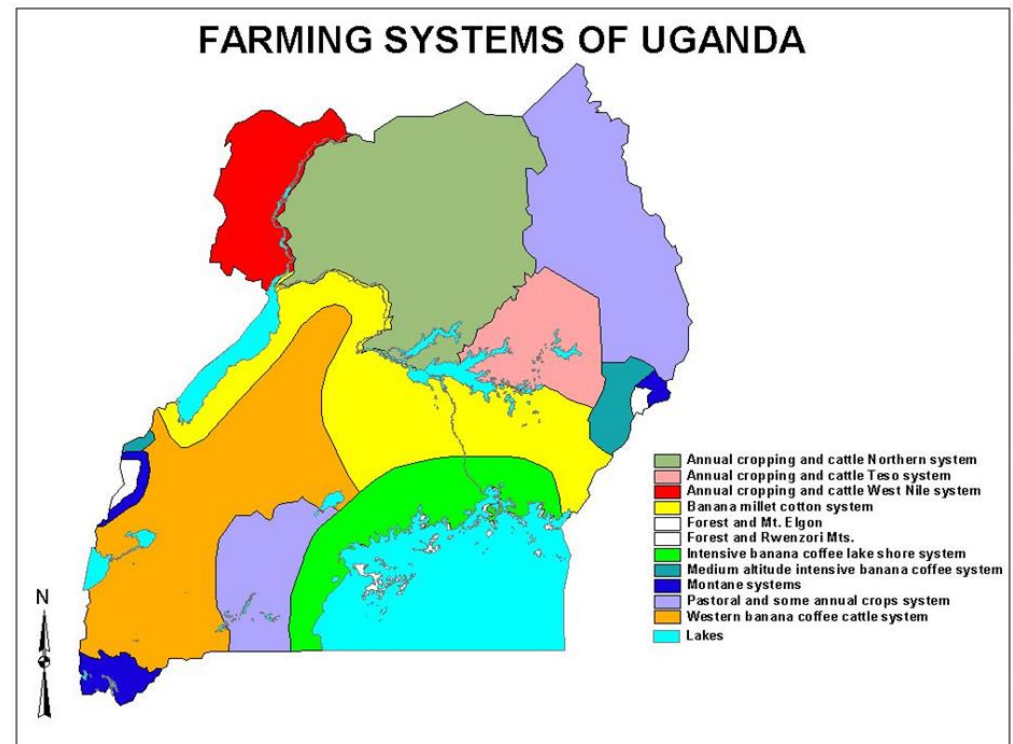 FARMING SYSTEMS OF UGANDA
Annual cropping and cattle Northern system
Annual cropping and cattle Teso system
Annual cropping and cattle West Nile system
Banana millet cotton system
Forest and Mt. Elgon
Forest and Rwenzori Mts.
Intensive banana coffee lake shore system
Medium altitude intensive banana coffee system
Montane systems
Pastoral and some annual crops system
Western banana coffee cattle system
Lakes
N